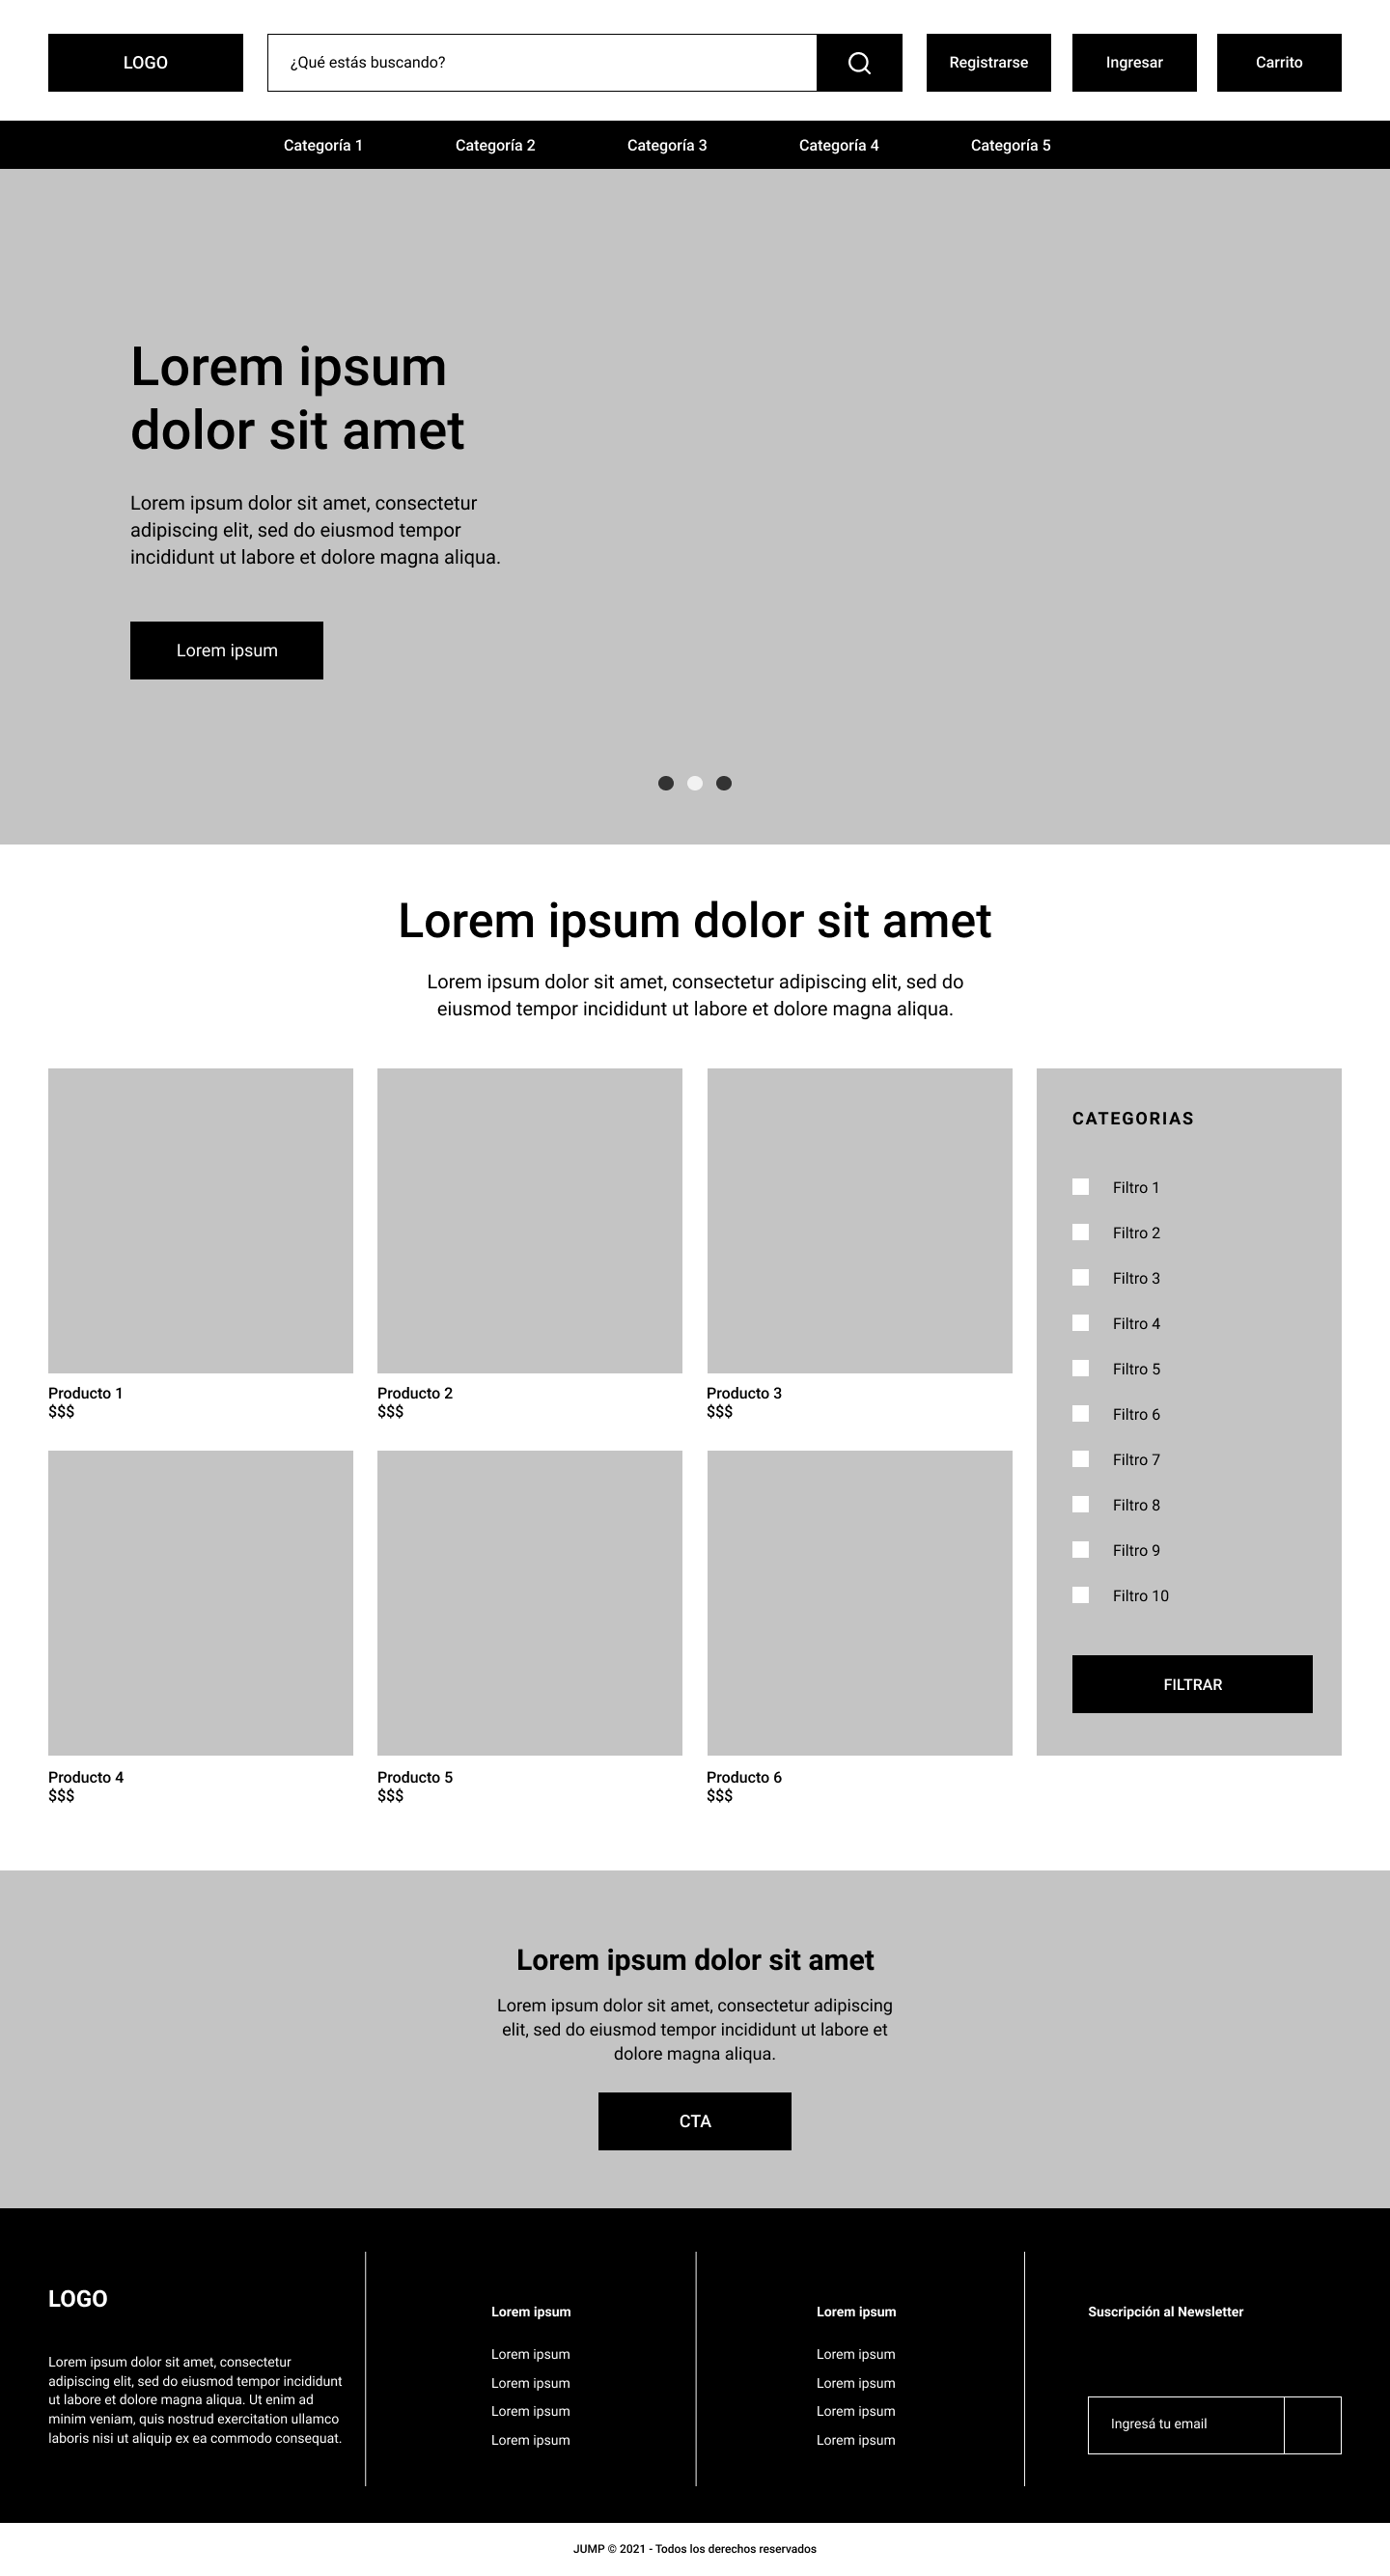 LOGO
¿Qué estás buscando?
Registrarse
Ingresar
Carrito
Categoría 1
Categoría 2
Categoría 3
Categoría 4
Categoría 5
Lorem ipsum
dolor sit amet
Lorem ipsum dolor sit amet, consectetur
adipiscing elit, sed do eiusmod tempor
incididunt ut labore et dolore magna aliqua.
Lorem ipsum
Lorem ipsum dolor sit amet
Lorem ipsum dolor sit amet, consectetur adipiscing elit, sed do
eiusmod tempor incididunt ut labore et dolore magna aliqua.
Producto 1
$$$
Producto 2
$$$
Producto 3
$$$
Producto 4
$$$
Producto 5
$$$
Producto 6
$$$
CATEGORIAS
Filtro 1
Filtro 2
Filtro 3
Filtro 4
Filtro 5
Filtro 6
Filtro 7
Filtro 8
Filtro 9
Filtro 10
FILTRAR
Lorem ipsum dolor sit amet
Lorem ipsum dolor sit amet, consectetur adipiscing
elit, sed do eiusmod tempor incididunt ut labore et
dolore magna aliqua.
CTA
LOGO
Lorem ipsum dolor sit amet, consectetur
adipiscing elit, sed do eiusmod tempor incididunt
ut labore et dolore magna aliqua. Ut enim ad
minim veniam, quis nostrud exercitation ullamco
laboris nisi ut aliquip ex ea commodo consequat.
Lorem ipsum
Lorem ipsum
Lorem ipsum
Lorem ipsum
Lorem ipsum
Lorem ipsum
Lorem ipsum
Lorem ipsum
Lorem ipsum
Lorem ipsum
Suscripción al Newsletter
Ingresá tu email
JUMP © 2021 - Todos los derechos reservados